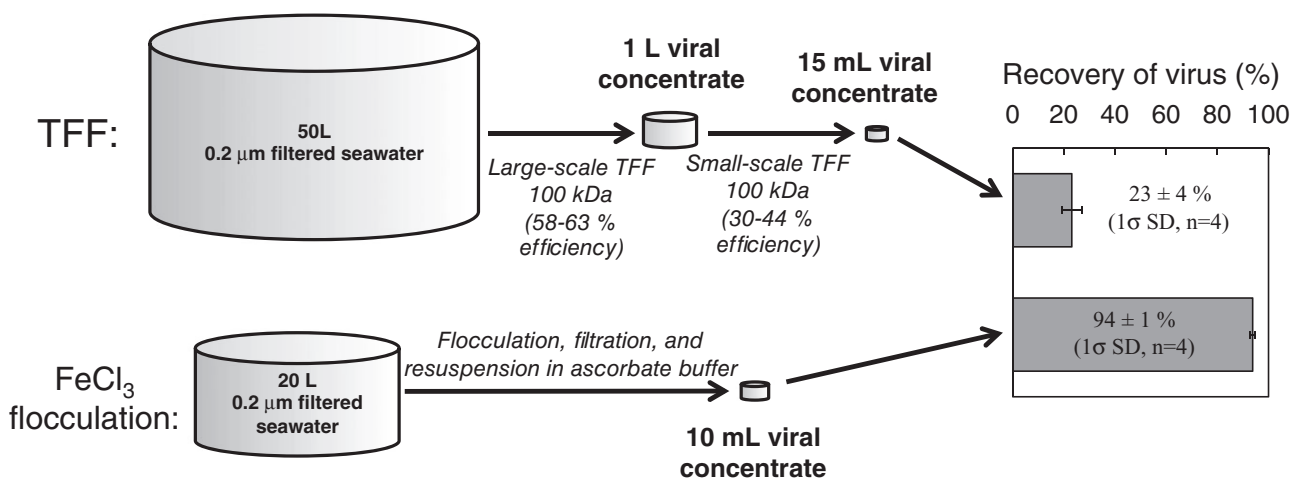 TFF:
50L
0.2 μm filtered seawater
Large-scale TFF
100 kDa
(58-63 %
efficiency)
1 L viral
concentrate
Small-scale TFF
100 kDa
(30-44 %
efficiency)
15 mL viral
concentrate
Recovery of virus (%)
0 20 40 60 80 100
23 ± 4 %
(1σ SD, n=4)
94 ± 1 %
(1σ SD, n=4)
FeCl3
flocculation:
20 L
0.2 μm filtered
seawater
Flocculation, filtration, and
resuspension in ascorbate buffer
10 mL viral
concentrate